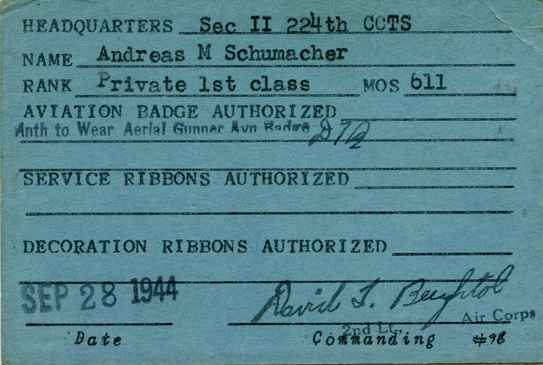 HEADQUARTERS Sec II 224th CCTS
NAME Andreas M Schumacher
RANK Private 1st class MOS 611
AVIATION BADGE AUTHORIZED
Auth to Wear Aerial Gunner Avn Badge
SERVICE RIBBONS AUTHORIZED
DECORATION RIBBONS AUTHORIZED
SEP 28 1944
David
2nd Lt., Air Corps
Date Commanding #98